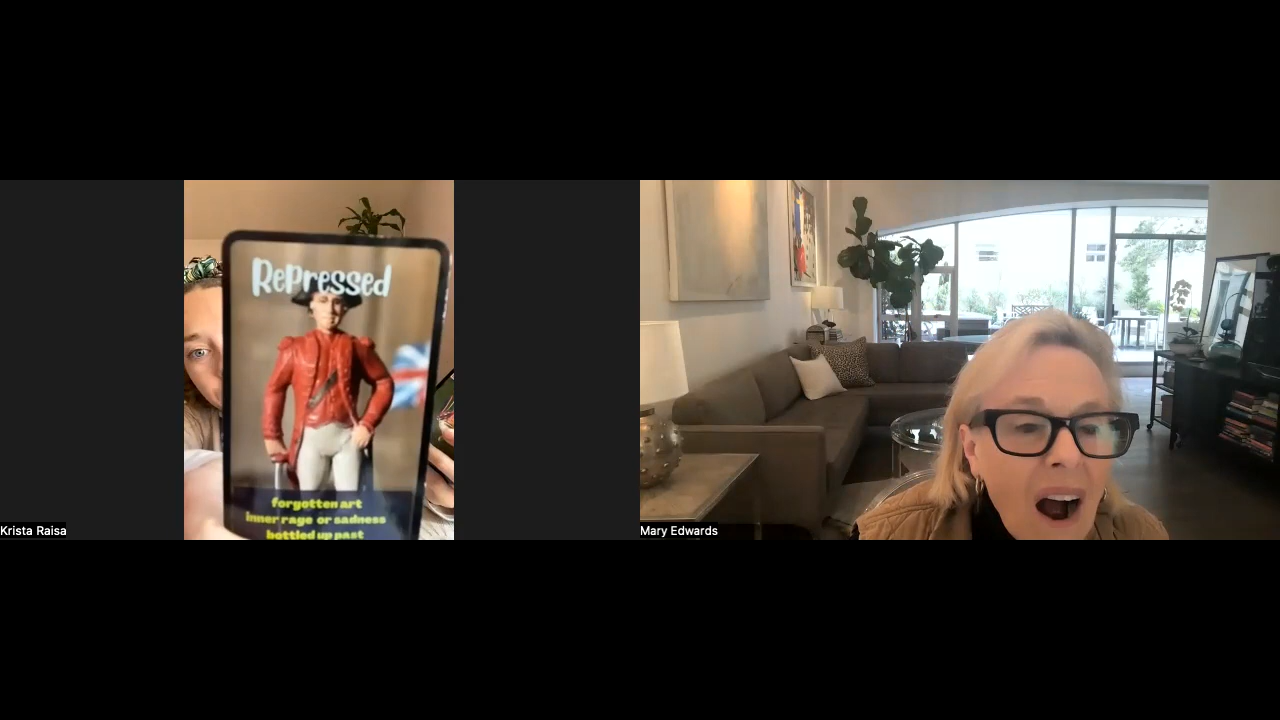 RePressed
forgotten art
inner rage or sadness
bottled up past
Krista Raisa
Mary Edwards